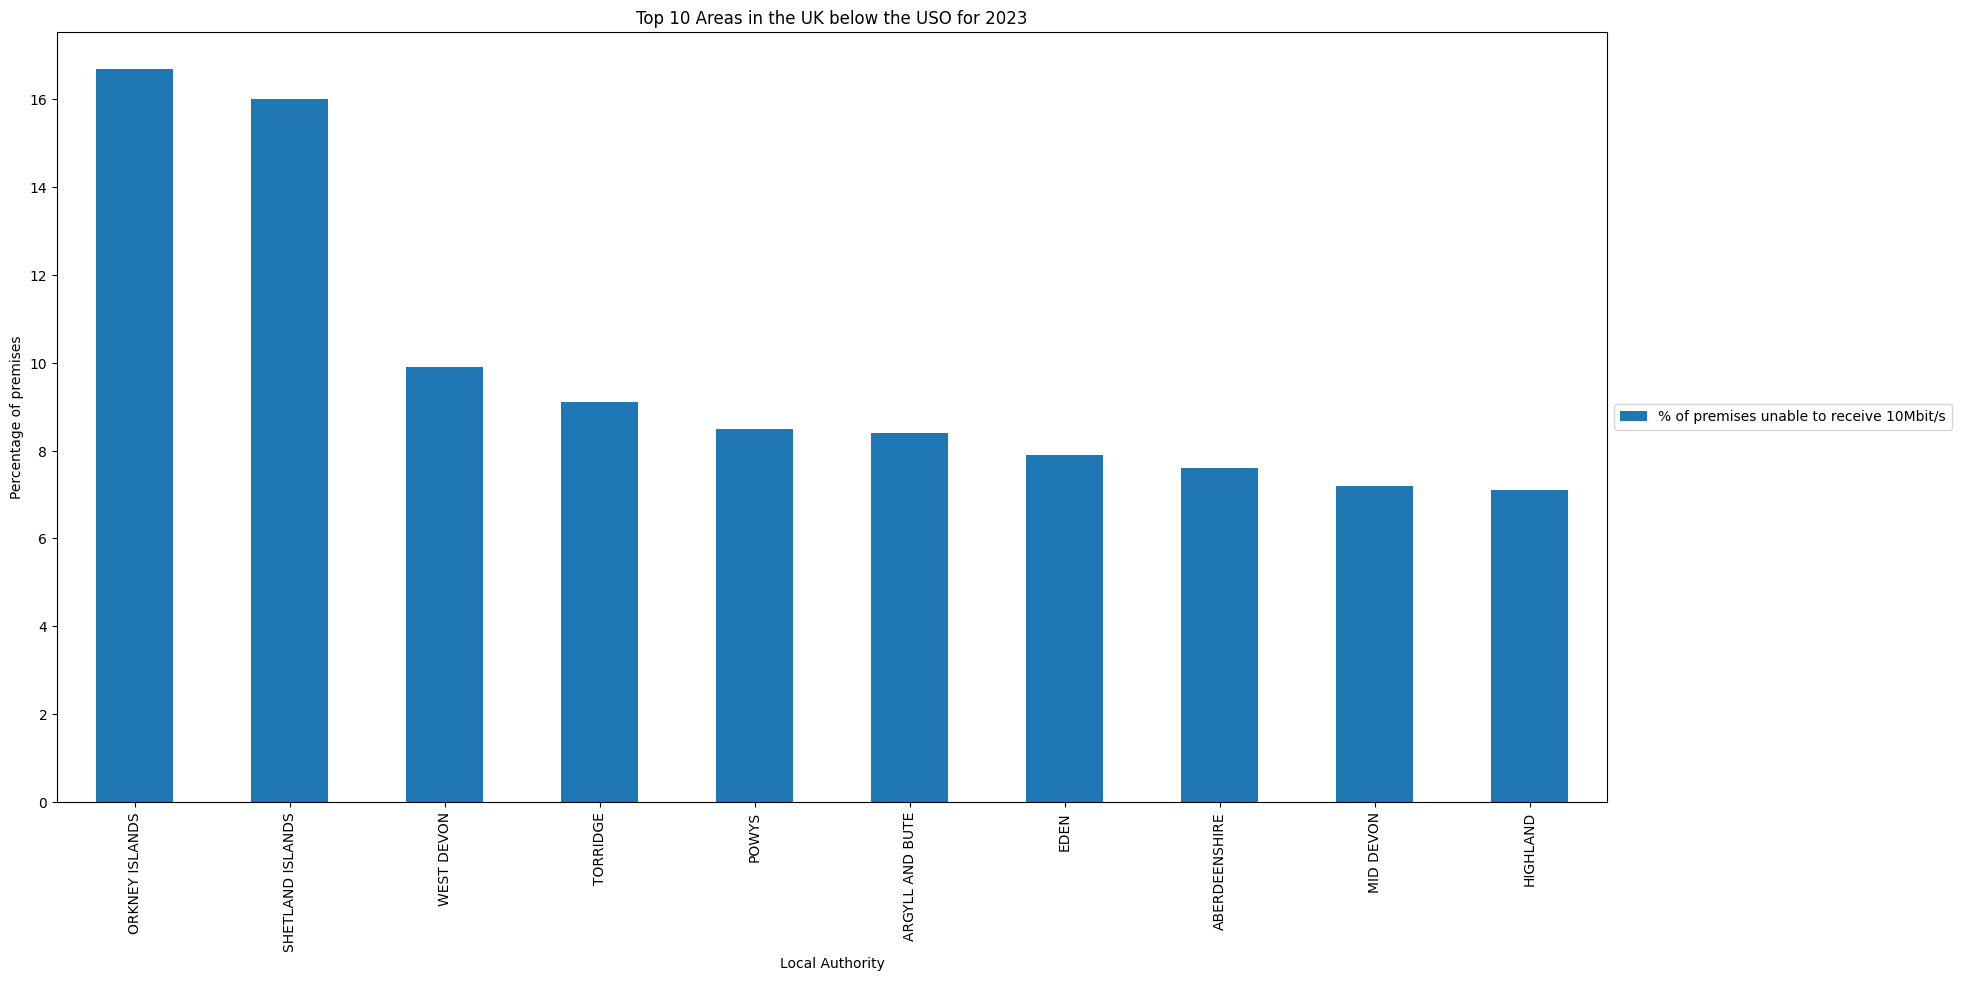 Top 10 Areas in the UK below the USO for 2023
Percentage of premises
16
14
12
10
8
6
4
2
0
ORKNEY ISLANDS
SHETLAND ISLANDS
WEST DEVON
TORRIDGE
POWYS
ARGYLL AND BUTE
EDEN
ABERDEENSHIRE
MID DEVON
HIGHLAND
Local Authority
% of premises unable to receive 10Mbit/s